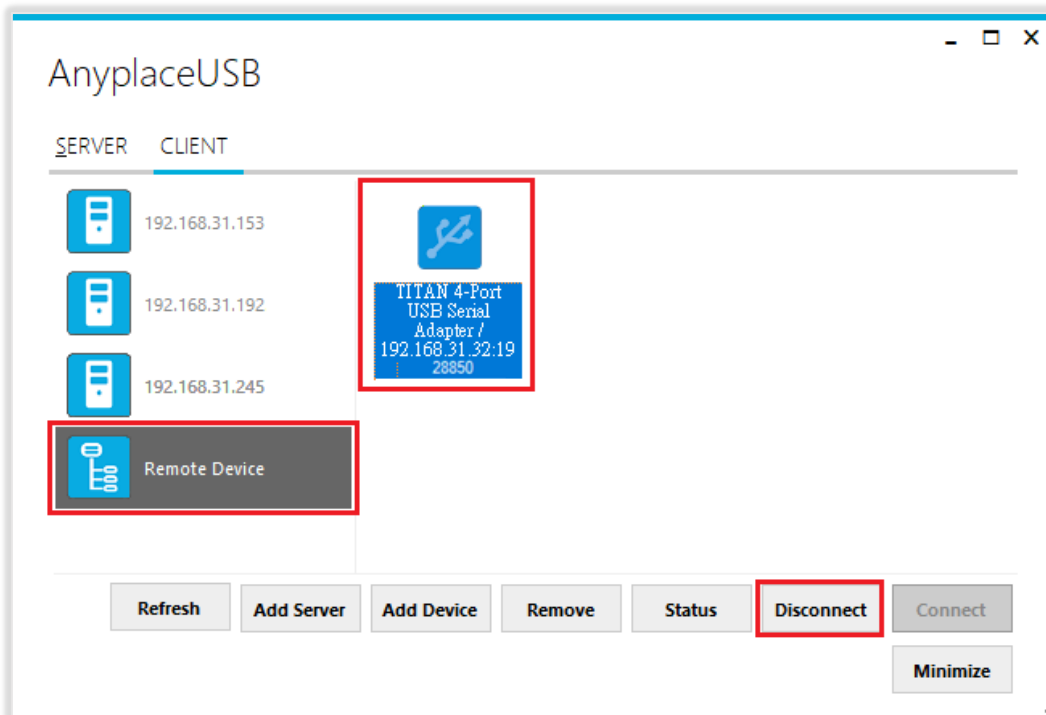 AnyplaceUSB
SERVER CLIENT
192.168.31.153
192.168.31.192
192.168.31.245
Remote Device
TITAN 4-Port
USB Serial
Adapter /
192.168.31.32:19
28850
Refresh Add Server Add Device Remove Status Disconnect Connect
Minimize